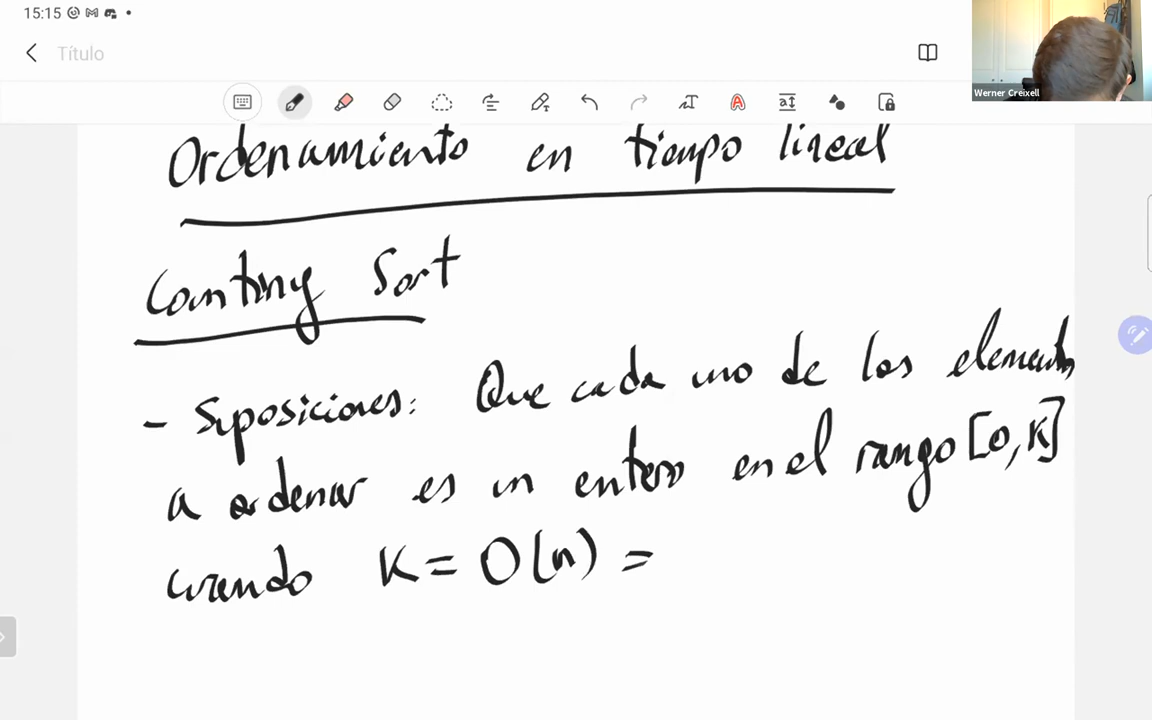 15:15
Título
Werner Creixell
Ordenamiento en tiempo lineal
Counting Sort
- Suposiciones: Que cada uno de los elementos
a ordenar es un entero en el rango [0, K]
cuando K = O(n) =